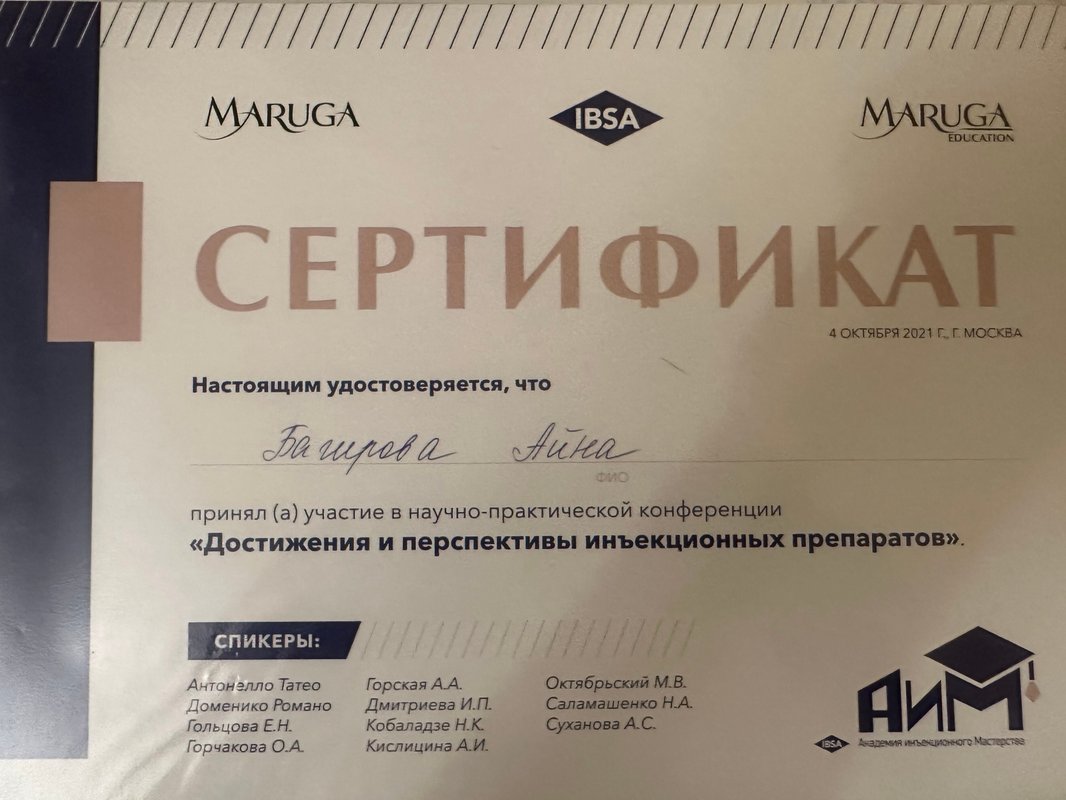 MARUGA
IBSA
MARUGA
EDUCATION
СЕРТИФИКАТ
4 ОКТЯБРЯ 2021 Г., Г. МОСКВА
Настоящим удостоверяется, что
Багирова Айна
ФИО
принял (а) участие в научно-практической конференции
«Достижения и перспективы инъекционных препаратов».
СПИКЕРЫ:
Антонелло Татео
Доменико Романо
Гольцова Е.Н.
Горчакова О.А.
Горская А.А.
Дмитриева И.П.
Кобаладзе Н.К.
Кислицина А.И.
Октябрьский М.В.
Саламашенко Н.А.
Суханова А.С.
АиМ
IBSA Академия инъекционного Мастерства